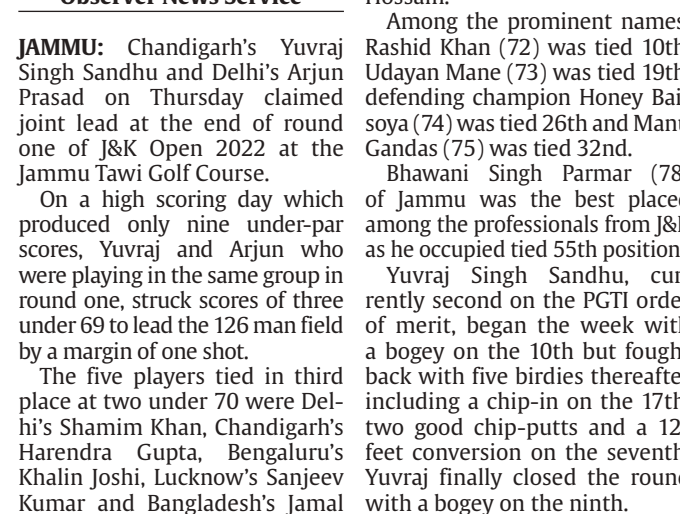 Observer News Service
JAMMU: Chandigarh's Yuvraj
Singh Sandhu and Delhi's Arjun
Prasad on Thursday claimed
joint lead at the end of round
one of J&K Open 2022 at the
Jammu Tawi Golf Course.
On a high scoring day which
produced only nine under-par
scores, Yuvraj and Arjun who
were playing in the same group in
round one, struck scores of three
under 69 to lead the 126 man field
by a margin of one shot.
The five players tied in third
place at two under 70 were Del-
hi's Shamim Khan, Chandigarh's
Harendra Gupta, Bengaluru's
Khalin Joshi, Lucknow's Sanjeev
Kumar and Bangladesh's Jamal
Hossain.
Among the prominent names
Rashid Khan (72) was tied 10th
Udayan Mane (73) was tied 19th
defending champion Honey Bai
soya (74) was tied 26th and Manu
Gandas (75) was tied 32nd.
Bhawani Singh Parmar (78
of Jammu was the best placed
among the professionals from J&K
as he occupied tied 55th position
Yuvraj Singh Sandhu, cur
rently second on the PGTI orde
of merit, began the week with
a bogey on the 10th but fough
back with five birdies thereafte
including a chip-in on the 17th
two good chip-putts and a 12
feet conversion on the seventh
Yuvraj finally closed the round
with a bogey on the ninth.